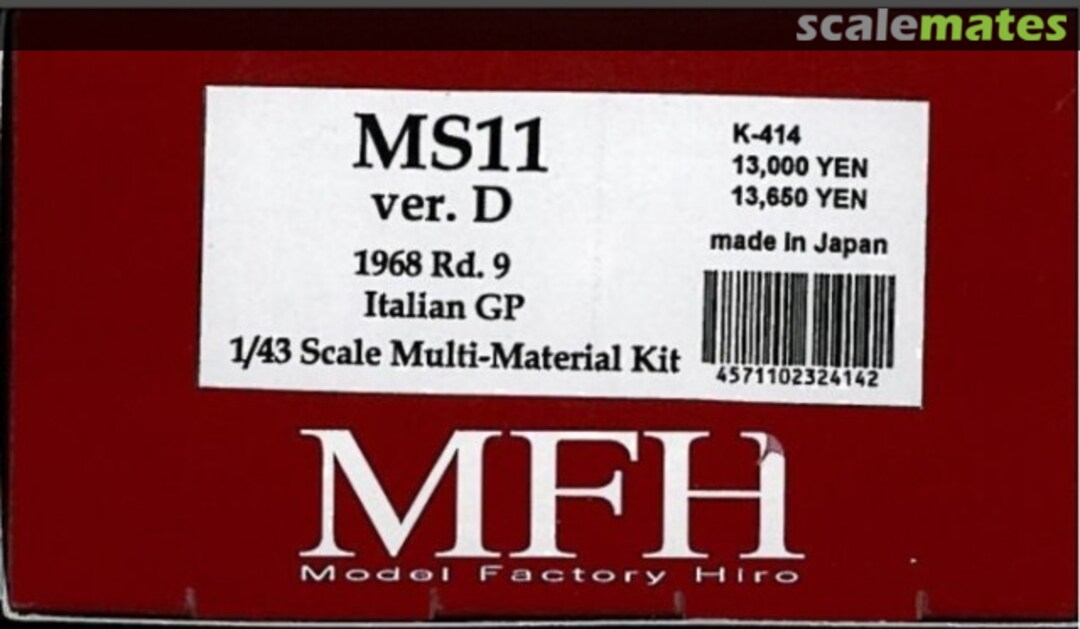 scalemates
MS11
ver. D
1968 Rd. 9
Italian GP
1/43 Scale Multi-Material Kit
K-414
13,000 YEN
13,650 YEN
made in Japan
4571102324142
MFH
Model Factory Hiro